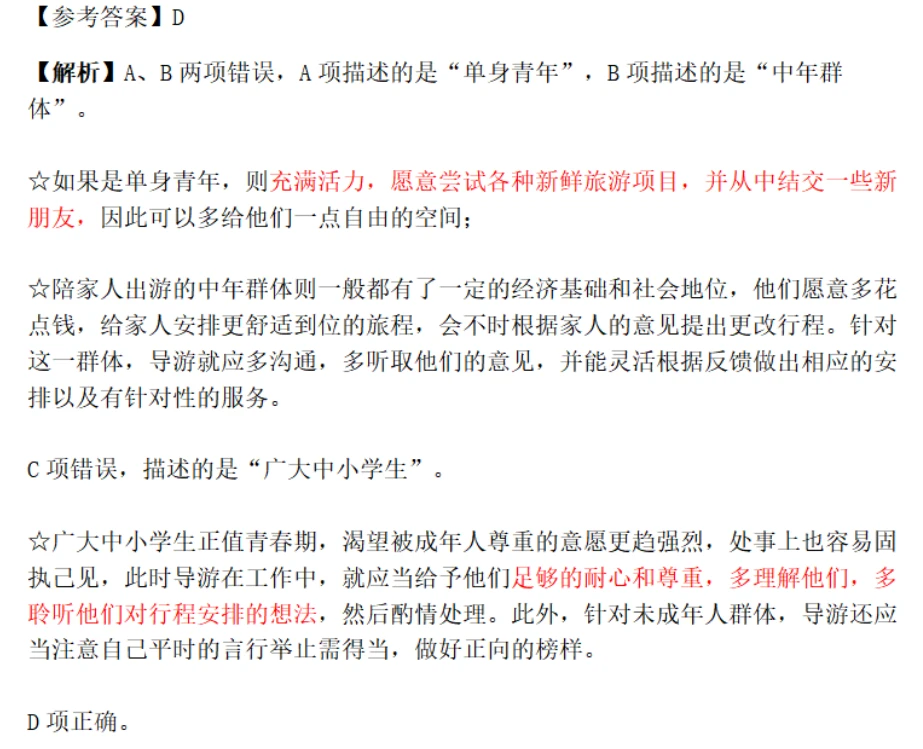 【参考答案】D
【解析】A、B 两项错误，A 项描述的是“单身青年”，B 项描述的是“中年群
体”。
☆如果是单身青年，则充满活力，愿意尝试各种新鲜旅游项目，并从中结交一些新
朋友，因此可以多给他们一点自由的空间；
☆陪家人出游的中年群体则一般都有了一定的经济基础和社会地位，他们愿意多花
点钱，给家人安排更舒适到位的旅程，会不时根据家人的意见提出更改行程。针对
这一群体，导游就应多沟通，多听取他们的意见，并能灵活根据反馈做出相应的安
排以及有针对性的服务。
C 项错误，描述的是“广大中小学生”。
☆广大中小学生正值青春期，渴望被成年人尊重的意愿更趋强烈，处事上也容易固
执己见，此时导游在工作中，就应当给予他们足够的耐心和尊重，多理解他们，多
聆听他们对行程安排的想法，然后酌情处理。此外，针对未成年人群体，导游还应
当注意自己平时的言行举止需得当，做好正向的榜样。
D 项正确。